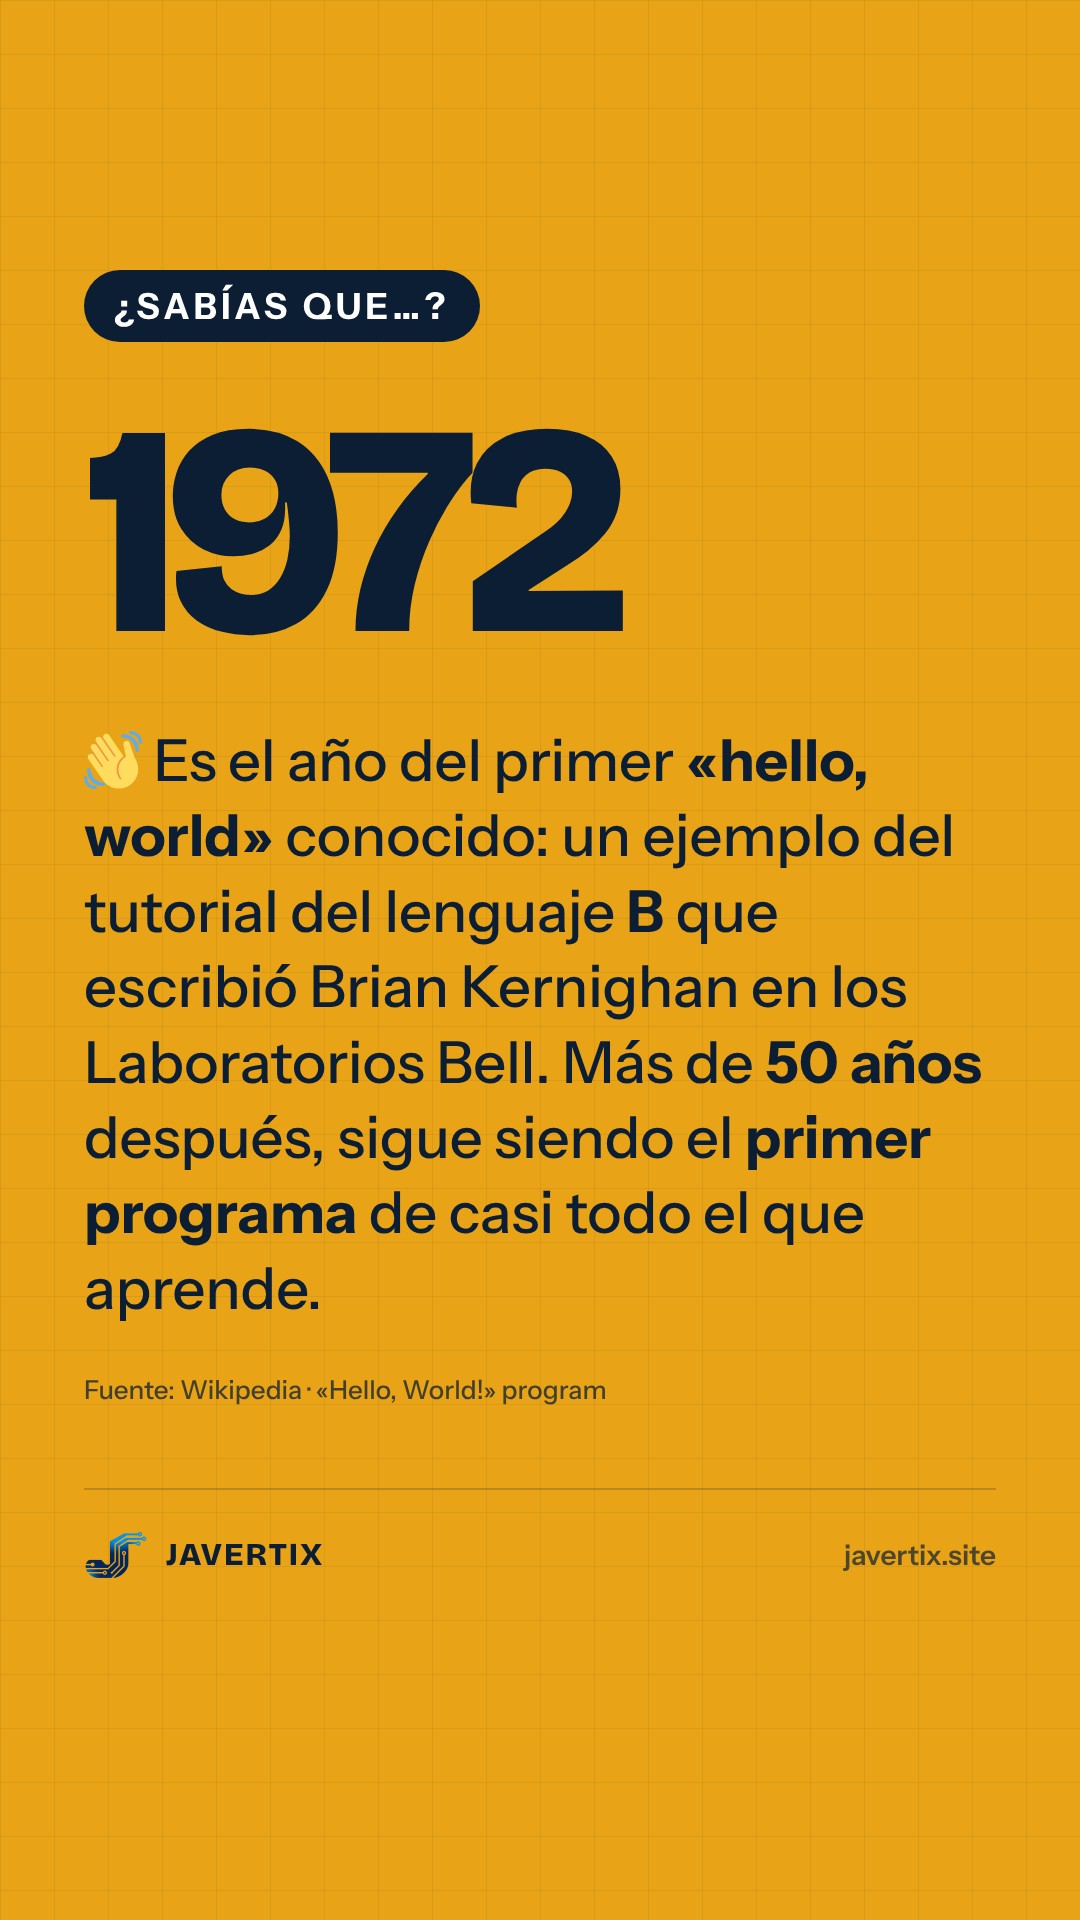 ¿SABÍAS QUE...?
1972
👋 Es el año del primer «hello,
world» conocido: un ejemplo del
tutorial del lenguaje B que
escribió Brian Kernighan en los
Laboratorios Bell. Más de 50 años
después, sigue siendo el primer
programa de casi todo el que
aprende.
Fuente: Wikipedia · «Hello, World!» program
JAVERTIX
javertix.site